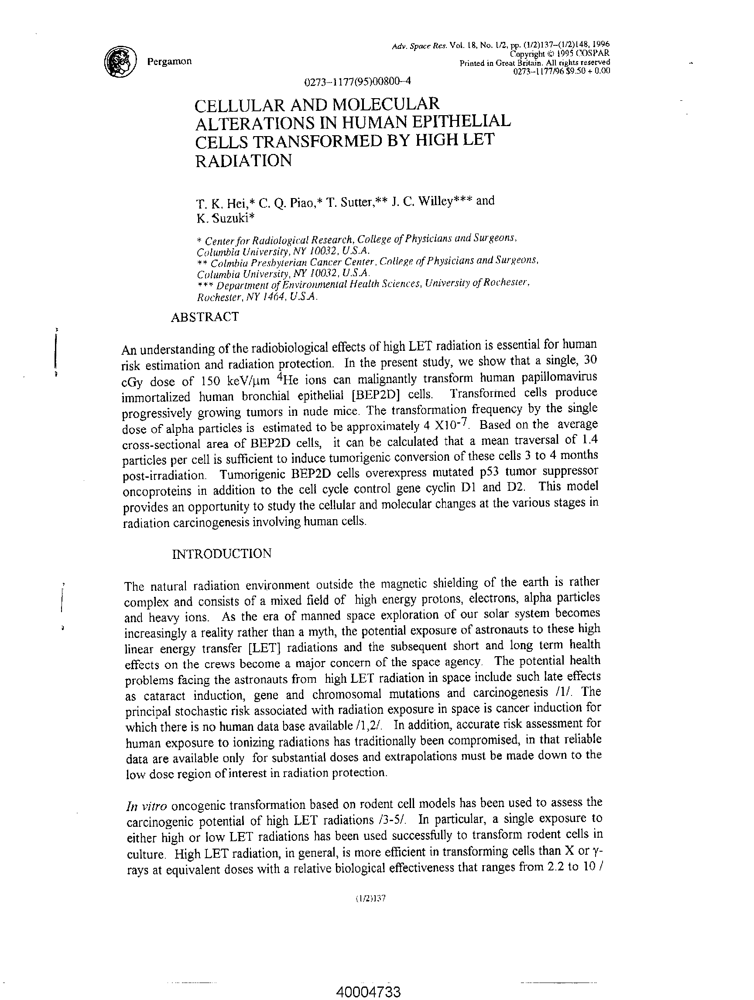 Adv. Space Res. Vol. 18, No. 1/2, pp. (1/2)137–(1/2)148, 1996
Copyright © 1995 COSPAR
Printed in Great Britain. All rights reserved
0273–1177/96 $9.50 + 0.00
Pergamon
0273–1177(95)00800–4
CELLULAR AND MOLECULAR
ALTERATIONS IN HUMAN EPITHELIAL
CELLS TRANSFORMED BY HIGH LET
RADIATION
T. K. Hei,* C. Q. Piao,* T. Sutter,** J. C. Willey*** and
K. Suzuki*
* Center for Radiological Research, College of Physicians and Surgeons,
Columbia University, NY 10032, U.S.A.
** Colmbia Presbyterian Cancer Center, College of Physicians and Surgeons,
Columbia University, NY 10032, U.S.A.
*** Department of Environmental Health Sciences, University of Rochester,
Rochester, NY 1464, U.S.A.
ABSTRACT
An understanding of the radiobiological effects of high LET radiation is essential for human
risk estimation and radiation protection. In the present study, we show that a single, 30
cGy dose of 150 keV/μm ⁴He ions can malignantly transform human papillomavirus
immortalized human bronchial epithelial [BEP2D] cells. Transformed cells produce
progressively growing tumors in nude mice. The transformation frequency by the single
dose of alpha particles is estimated to be approximately 4 X10⁻⁷. Based on the average
cross-sectional area of BEP2D cells, it can be calculated that a mean traversal of 1.4
particles per cell is sufficient to induce tumorigenic conversion of these cells 3 to 4 months
post-irradiation. Tumorigenic BEP2D cells overexpress mutated p53 tumor suppressor
oncoproteins in addition to the cell cycle control gene cyclin D1 and D2. This model
provides an opportunity to study the cellular and molecular changes at the various stages in
radiation carcinogenesis involving human cells.
INTRODUCTION
The natural radiation environment outside the magnetic shielding of the earth is rather
complex and consists of a mixed field of high energy protons, electrons, alpha particles
and heavy ions. As the era of manned space exploration of our solar system becomes
increasingly a reality rather than a myth, the potential exposure of astronauts to these high
linear energy transfer [LET] radiations and the subsequent short and long term health
effects on the crews become a major concern of the space agency. The potential health
problems facing the astronauts from high LET radiation in space include such late effects
as cataract induction, gene and chromosomal mutations and carcinogenesis /1/. The
principal stochastic risk associated with radiation exposure in space is cancer induction for
which there is no human data base available /1,2/. In addition, accurate risk assessment for
human exposure to ionizing radiations has traditionally been compromised, in that reliable
data are available only for substantial doses and extrapolations must be made down to the
low dose region of interest in radiation protection.
In vitro oncogenic transformation based on rodent cell models has been used to assess the
carcinogenic potential of high LET radiations /3-5/. In particular, a single exposure to
either high or low LET radiations has been used successfully to transform rodent cells in
culture. High LET radiation, in general, is more efficient in transforming cells than X or γ-
rays at equivalent doses with a relative biological effectiveness that ranges from 2.2 to 10 /
(1/2)137
40004733